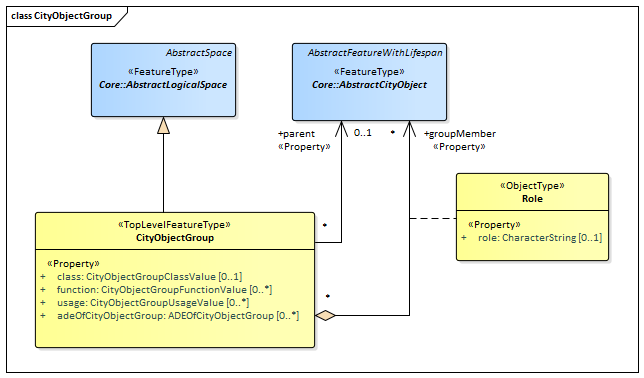 class CityObjectGroup
AbstractSpace
«FeatureType»
Core::AbstractLogicalSpace
AbstractFeatureWithLifespan
«FeatureType»
Core::AbstractCityObject
+parent
«Property»
0..1
*
+groupMember
«Property»
«ObjectType»
Role
«Property»
+ role: CharacterString [0..1]
«TopLevelFeatureType»
CityObjectGroup
*
«Property»
+ class: CityObjectGroupClassValue [0..1]
+ function: CityObjectGroupFunctionValue [0..*]
+ usage: CityObjectGroupUsageValue [0..*]
+ adeOfCityObjectGroup: ADEOfCityObjectGroup [0..*]
*